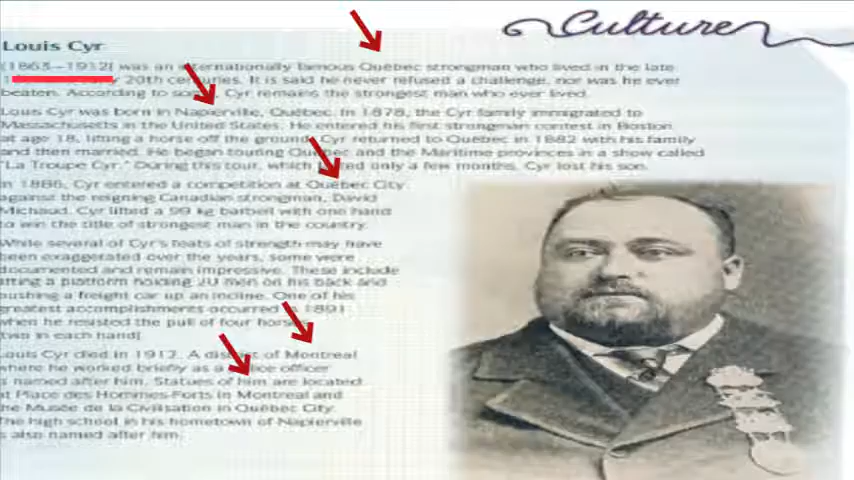 Culture
Louis Cyr
(1863–1912) was an internationally famous Québec strongman who lived in the late
20th centuries. It is said he never refused a challenge, nor was he ever
beaten. According to some, Cyr remains the strongest man who ever lived.
Louis Cyr was born in Napierville, Québec. In 1878, the Cyr family immigrated to
Massachusetts in the United States. He entered his first strongman contest in Boston
at age 18, lifting a horse off the ground. Cyr returned to Québec in 1882 with his family
and then married. He began touring Québec and the Maritime provinces in a show called
"La Troupe Cyr." During this tour, which lasted only a few months, Cyr lost his son.
In 1886, Cyr entered a competition at Québec City
against the reigning Canadian strongman, David
Michaud. Cyr lifted a 99 kg barbell with one hand
to win the title of strongest man in the country.
While several of Cyr's feats of strength may have
been exaggerated over the years, some were
documented and remain impressive. These include
lifting a platform holding 20 men on his back and
pushing a freight car up an incline. One of his
greatest accomplishments occurred in 1891
when he resisted the pull of four horses
(two in each hand)
Louis Cyr died in 1912. A district of Montreal
where he worked briefly as a police officer
is named after him. Statues of him are located
at Place des Hommes-Forts in Montreal and
the Musée de la Civilisation in Québec City.
The high school in his hometown of Napierville
is also named after him.